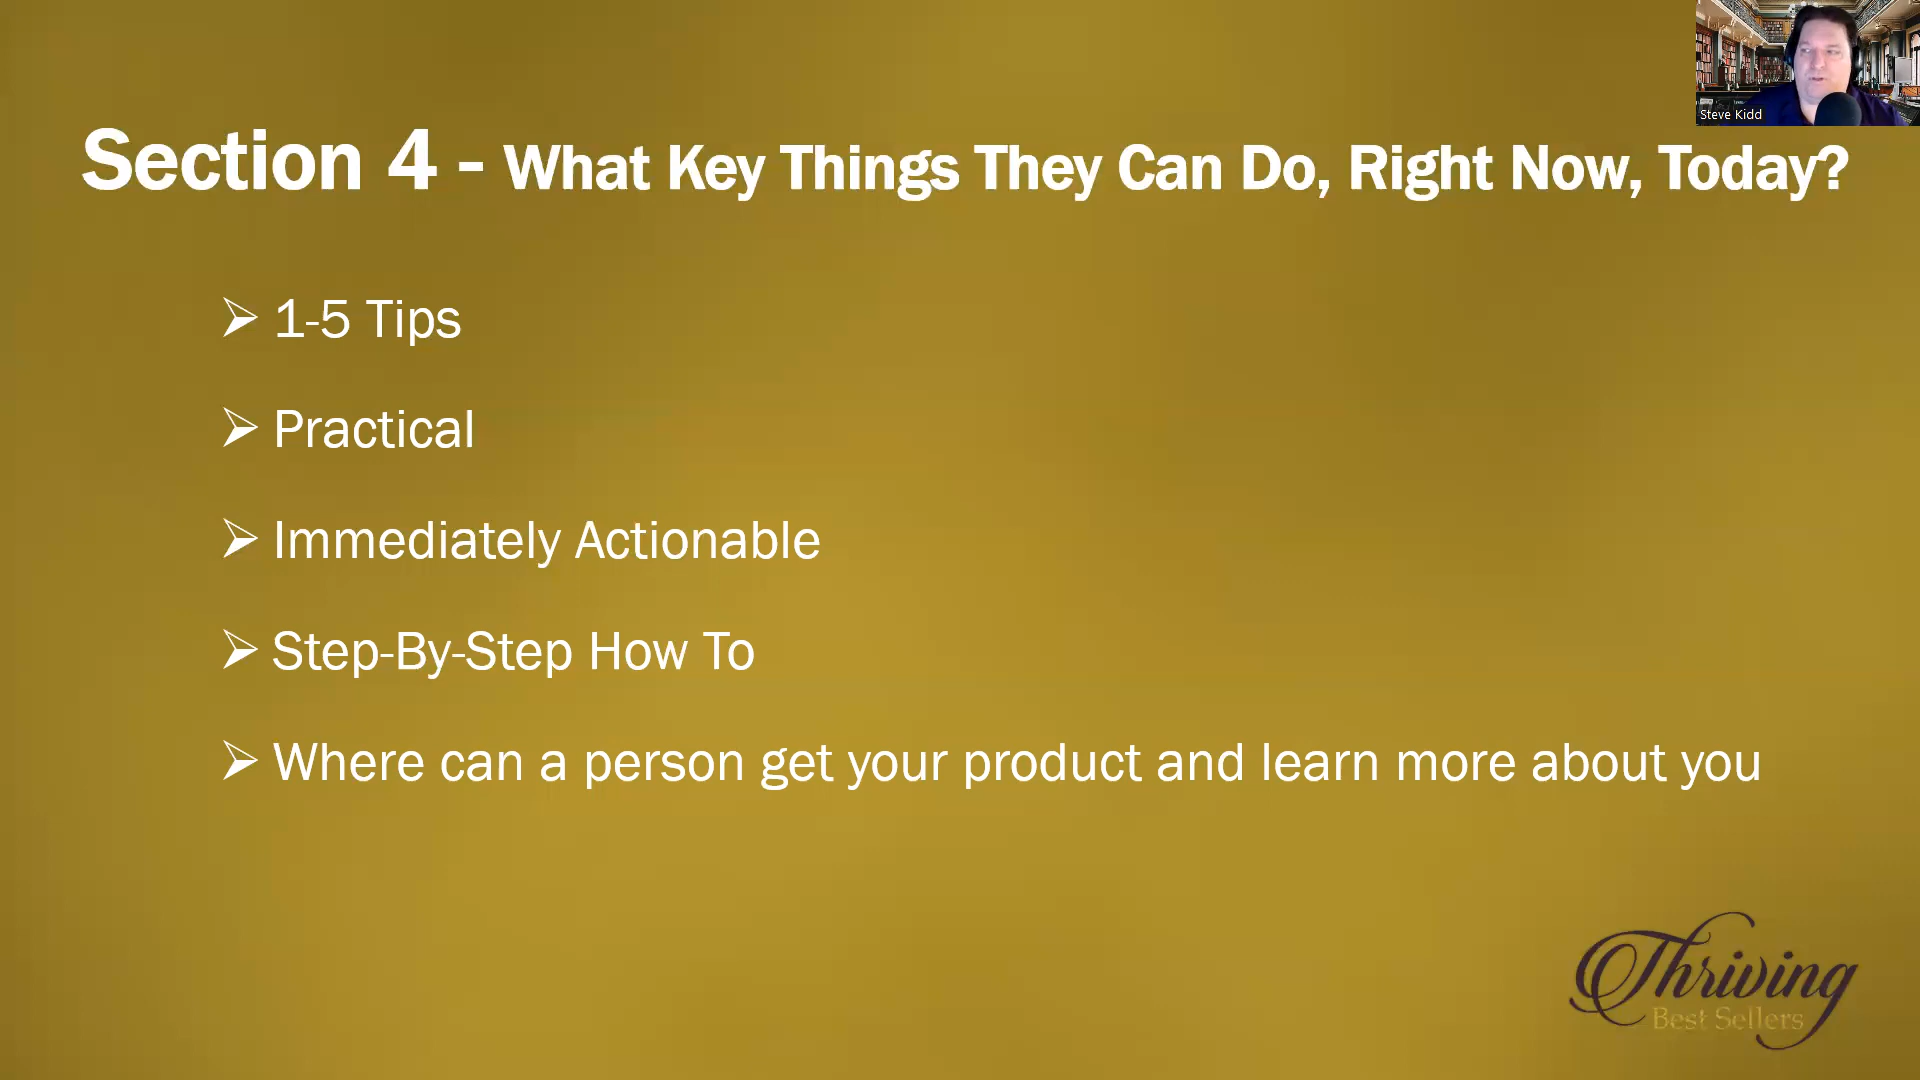 Steve Kidd
Section 4 - What Key Things They Can Do, Right Now, Today?
➢ 1-5 Tips
➢ Practical
➢ Immediately Actionable
➢ Step-By-Step How To
➢ Where can a person get your product and learn more about you
Thriving
Best Sellers